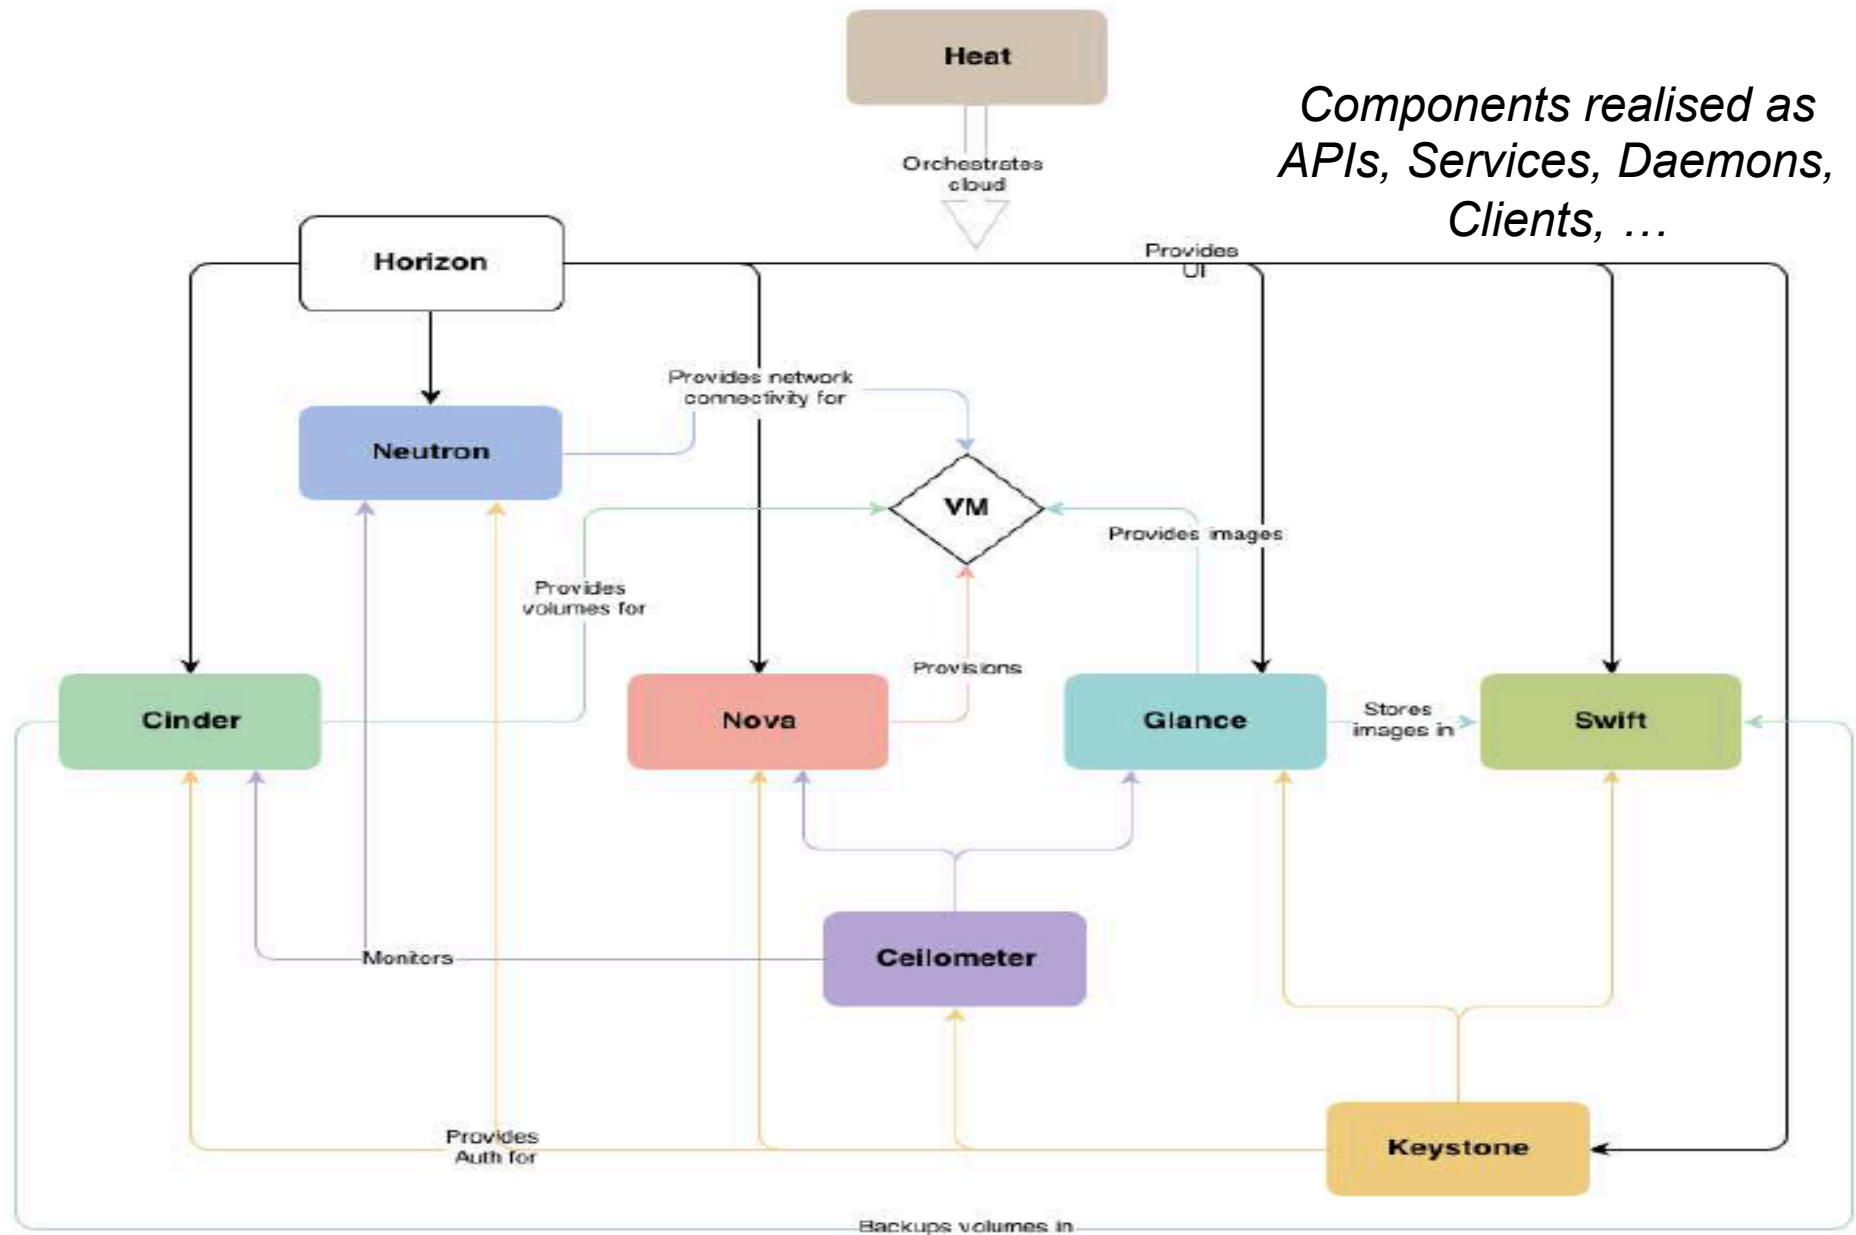 Heat
Components realised as
APIs, Services, Daemons,
Clients, …
Orchestrates
cloud
Horizon
Provides
UI
Provides network
connectivity for
Neutron
VM
Provides images
Provides
volumes for
Provisions
Cinder
Nova
Glance
Stores
images in
Swift
Monitors
Ceilometer
Provides
Auth for
Keystone
Backups volumes in